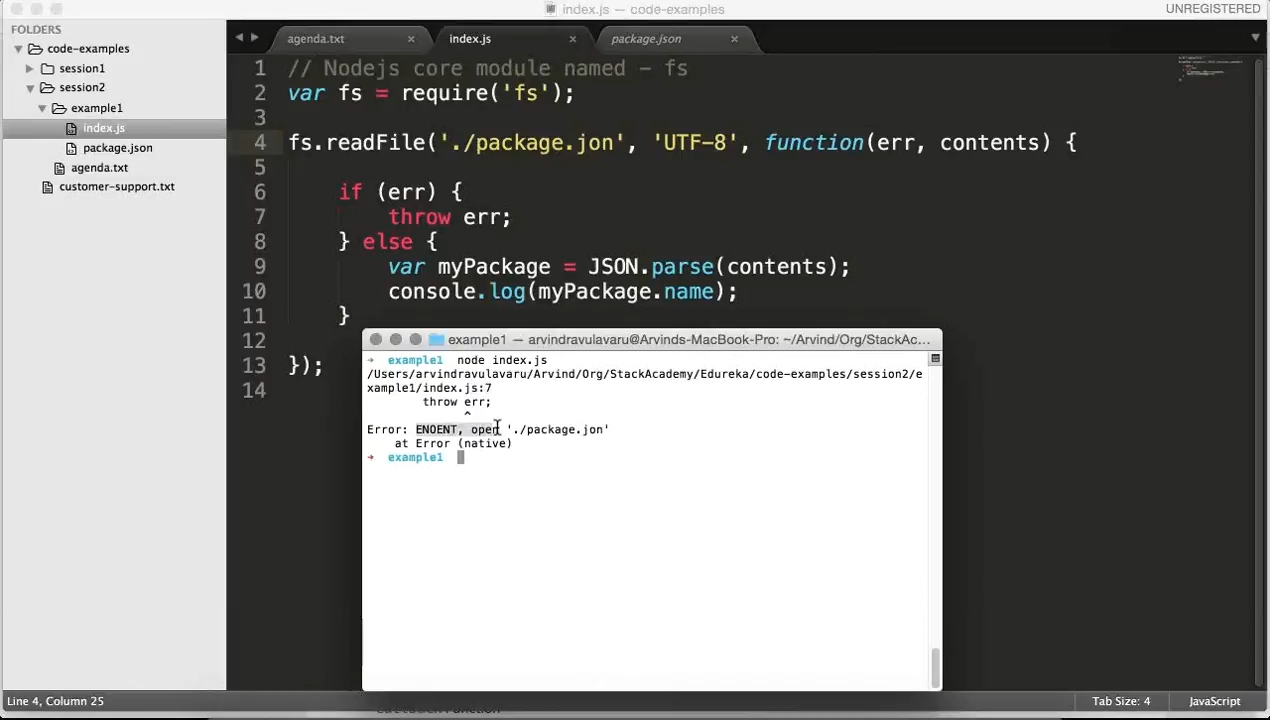 index.js — code-examples
UNREGISTERED
FOLDERS
code-examples
session1
session2
example1
index.js
package.json
agenda.txt
customer-support.txt
agenda.txt × index.js × package.json ×
1 // Nodejs core module named - fs
2 var fs = require('fs');
3
4 fs.readFile('./package.jon', 'UTF-8', function(err, contents) {
5
6 if (err) {
7 throw err;
8 } else {
9 var myPackage = JSON.parse(contents);
10 console.log(myPackage.name);
11 }
12
13 });
14
example1 — arvindravulavaru@Arvinds-MacBook-Pro: ~/Arvind/Org/StackAc...
➜ example1 node index.js
/Users/arvindravulavaru/Arvind/Org/StackAcademy/Edureka/code-examples/session2/e
xample1/index.js:7
throw err;
^
Error: ENOENT, open './package.jon'
at Error (native)
➜ example1
Line 4, Column 25
Tab Size: 4
JavaScript